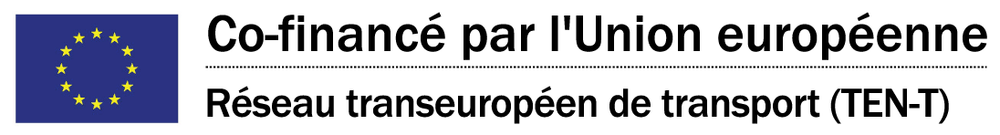 Co-financé par l'Union européenne
Réseau transeuropéen de transport (TEN-T)